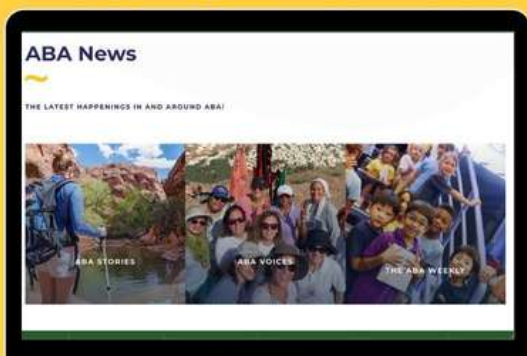 ABA News
THE LATEST HAPPENINGS IN AND AROUND ABA!
ABA STORIES
ABA VOICES
THE ABA WEEKLY